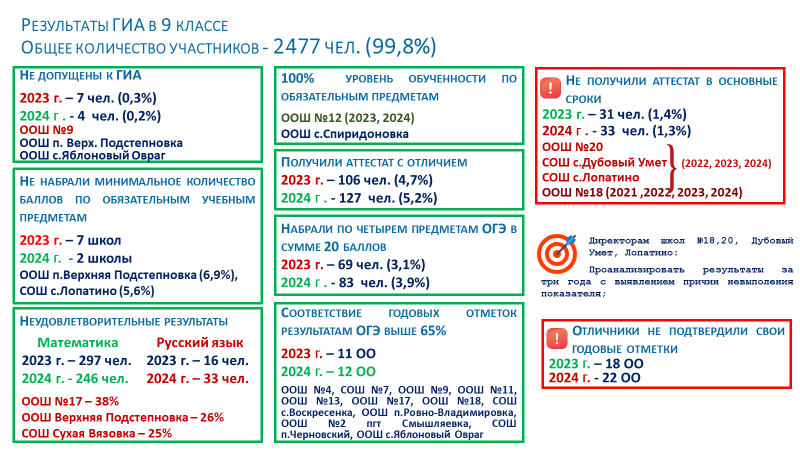 Результаты ГИА в 9 классе
Общее количество участников - 2477 чел. (99,8%)
Не допущены к ГИА
2023 г. – 7 чел. (0,3%)
2024 г . - 4 чел. (0,2%)
ООШ №9
ООШ п. Верх. Подстепновка
ООШ с.Яблоновый Овраг
Не набрали минимальное количество
баллов по обязательным учебным
предметам
2023 г. – 7 школ
2024 г. - 2 школы
ООШ п.Верхняя Подстепновка (6,9%),
СОШ с.Лопатино (5,6%)
Неудовлетворительные результаты
Математика
2023 г. – 297 чел.
2024 г. - 246 чел.
Русский язык
2023 г. – 16 чел.
2024 г. – 33 чел.
ООШ №17 – 38%
ООШ Верхняя Подстепновка – 26%
СОШ Сухая Вязовка – 25%
100% уровень обученности по
обязательным предметам
ООШ №12 (2023, 2024)
ООШ с.Спиридоновка
Получили аттестат с отличием
2023 г. – 106 чел. (4,7%)
2024 г . - 127 чел. (5,2%)
Набрали по четырем предметам ОГЭ в
сумме 20 баллов
2023 г. – 69 чел. (3,1%)
2024 г . - 83 чел. (3,9%)
Соответствие годовых отметок
результатам ОГЭ выше 65%
2023 г. – 11 ОО
2024 г. – 12 ОО
ООШ №4, СОШ №7, ООШ №9, ООШ №11,
ООШ №13, ООШ №17, ООШ №18, СОШ
с.Воскресенка, ООШ п.Ровно-Владимировка,
ООШ №2 пгт Смышляевка, СОШ
п.Черновский, ООШ с.Яблоновый Овраг
! Не получили аттестат в основные
сроки
2023 г. – 31 чел. (1,4%)
2024 г. - 33 чел. (1,3%)
ООШ №20
СОШ с.Дубовый Умет
СОШ с.Лопатино
(2022, 2023, 2024)
ООШ №18 (2021 ,2022, 2023, 2024)
Директорам школ №18,20, Дубовый
Умет, Лопатино:
Проанализировать результаты за
три года с выявлением причин невыполения
показателя;
! Отличники не подтвердили свои
годовые отметки
2023 г. – 18 ОО
2024 г. - 22 ОО